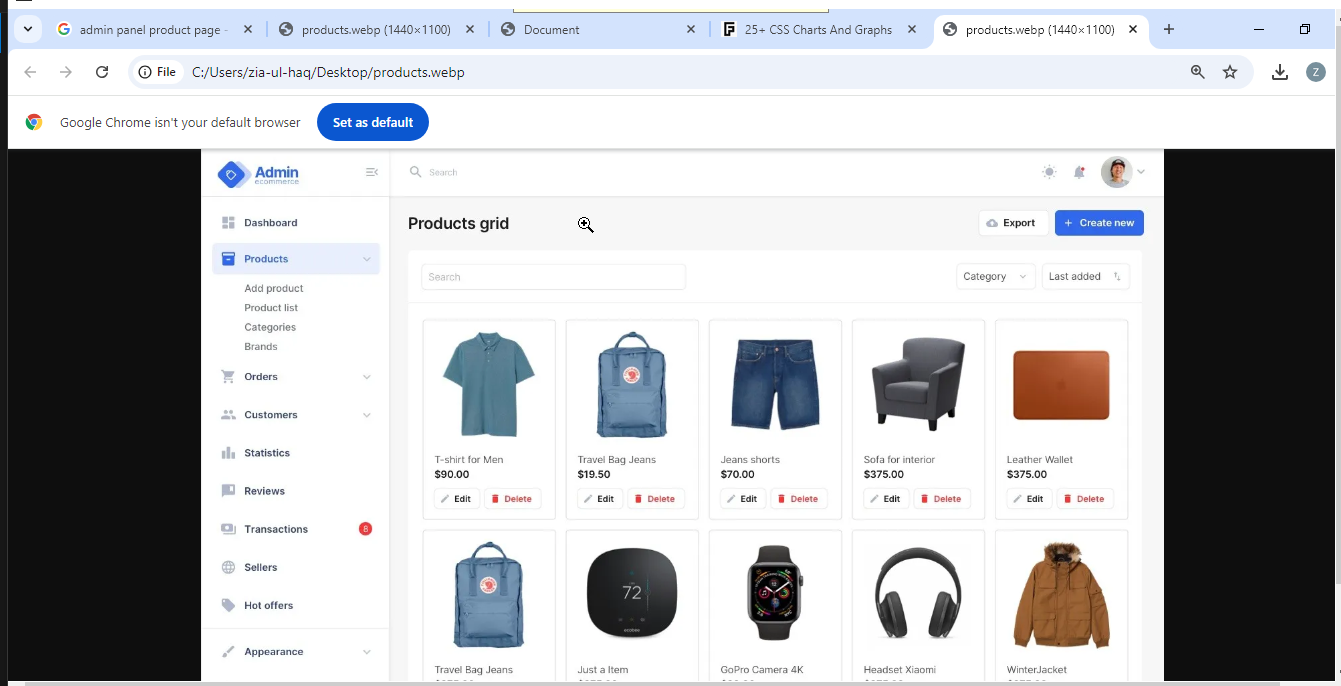 admin panel product page -
products.webp (1440×1100)
Document
25+ CSS Charts And Graphs
products.webp (1440×1100)
File
C:/Users/zia-ul-haq/Desktop/products.webp
Z
Google Chrome isn't your default browser
Set as default
Admin
ecommerce
Search
Dashboard
Products
Add product
Product list
Categories
Brands
Orders
Customers
Statistics
Reviews
Transactions
8
Sellers
Hot offers
Appearance
Products grid
Export
+ Create new
Search
Category
Last added
T-shirt for Men
$90.00
Edit
Delete
Travel Bag Jeans
$19.50
Edit
Delete
Jeans shorts
$70.00
Edit
Delete
Sofa for interior
$375.00
Edit
Delete
Leather Wallet
$375.00
Edit
Delete
Travel Bag Jeans
72
ecobee
Just a Item
GoPro Camera 4K
Headset Xiaomi
WinterJacket